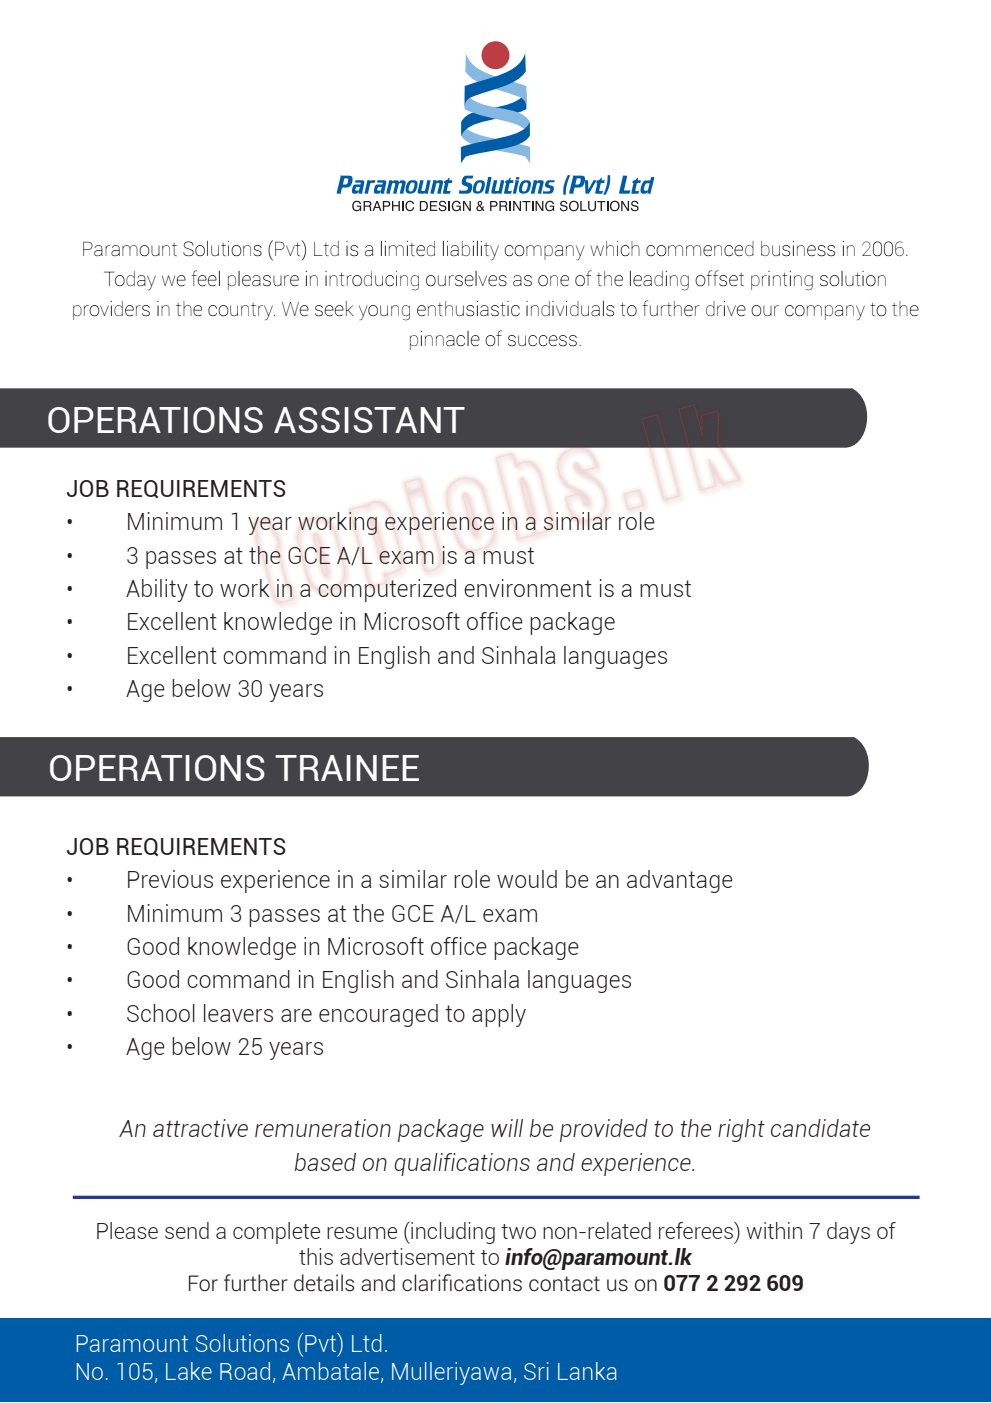 Paramount Solutions (Pvt) Ltd
GRAPHIC DESIGN & PRINTING SOLUTIONS
Paramount Solutions (Pvt) Ltd is a limited liability company which commenced business in 2006.
Today we feel pleasure in introducing ourselves as one of the leading offset printing solution
providers in the country. We seek young enthusiastic individuals to further drive our company to the
pinnacle of success.
OPERATIONS ASSISTANT
topjobs.lk
JOB REQUIREMENTS
• Minimum 1 year working experience in a similar role
• 3 passes at the GCE A/L exam is a must
• Ability to work in a computerized environment is a must
• Excellent knowledge in Microsoft office package
• Excellent command in English and Sinhala languages
• Age below 30 years
OPERATIONS TRAINEE
JOB REQUIREMENTS
• Previous experience in a similar role would be an advantage
• Minimum 3 passes at the GCE A/L exam
• Good knowledge in Microsoft office package
• Good command in English and Sinhala languages
• School leavers are encouraged to apply
• Age below 25 years
An attractive remuneration package will be provided to the right candidate
based on qualifications and experience.
Please send a complete resume (including two non-related referees) within 7 days of
this advertisement to info@paramount.lk
For further details and clarifications contact us on 077 2 292 609
Paramount Solutions (Pvt) Ltd.
No. 105, Lake Road, Ambatale, Mulleriyawa, Sri Lanka